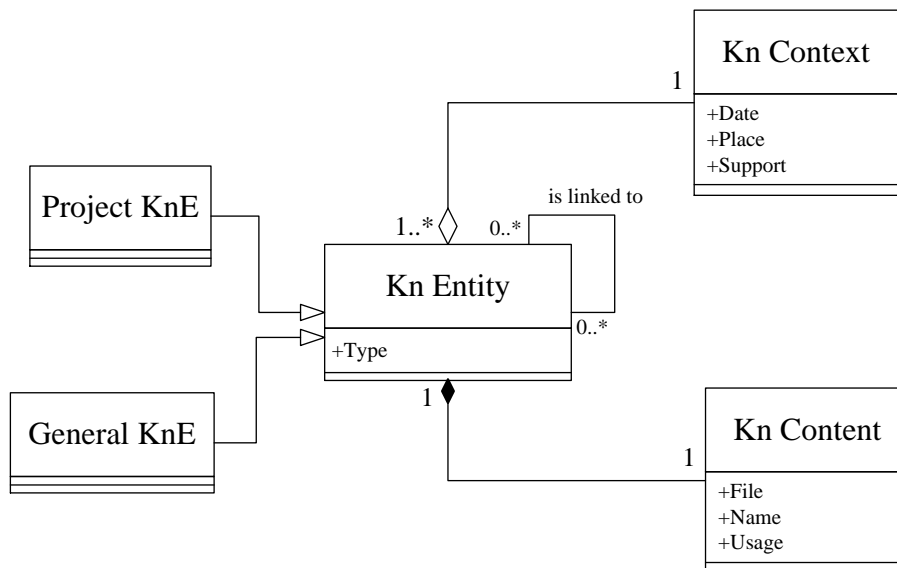 Kn Context
1
+Date
+Place
+Support
Project KnE
is linked to
1..*
0..*
Kn Entity
0..*
+Type
1
General KnE
Kn Content
1
+File
+Name
+Usage